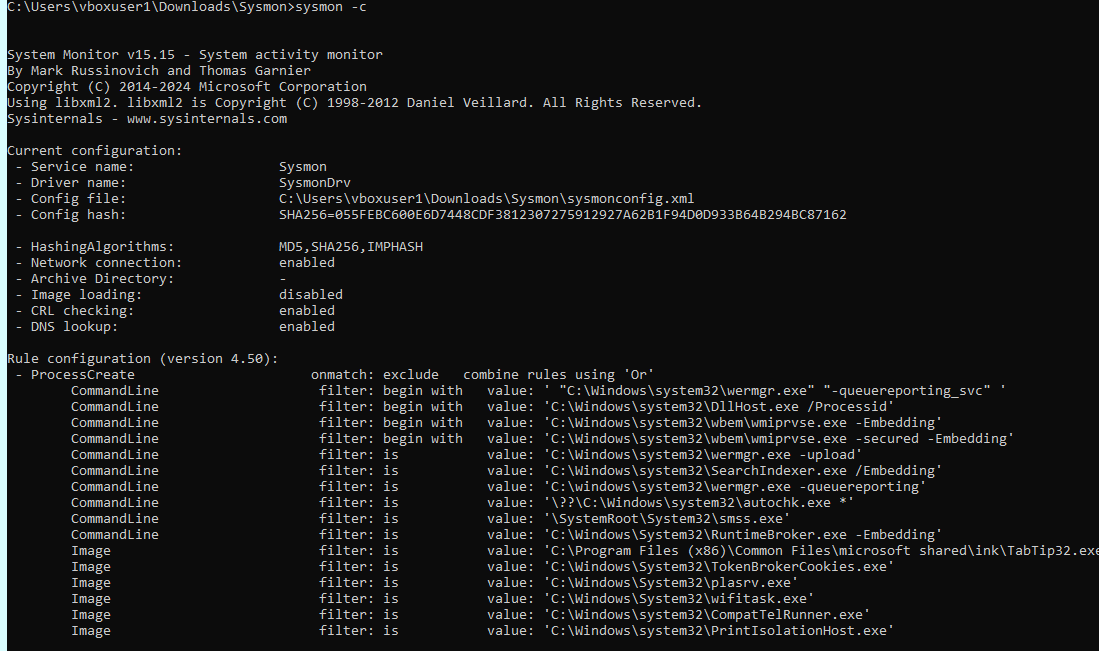 C:\Users\vboxuser1\Downloads\Sysmon>sysmon -c
System Monitor v15.15 - System activity monitor
By Mark Russinovich and Thomas Garnier
Copyright (C) 2014-2024 Microsoft Corporation
Using libxml2. libxml2 is Copyright (C) 1998-2012 Daniel Veillard. All Rights Reserved.
Sysinternals - www.sysinternals.com
Current configuration:
- Service name: Sysmon
- Driver name: SysmonDrv
- Config file: C:\Users\vboxuser1\Downloads\Sysmon\sysmonconfig.xml
- Config hash: SHA256=055FEBC600E6D7448CDF3812307275912927A62B1F94D0D933B64B294BC87162
- HashingAlgorithms: MD5,SHA256,IMPHASH
- Network connection: enabled
- Archive Directory: -
- Image loading: disabled
- CRL checking: enabled
- DNS lookup: enabled
Rule configuration (version 4.50):
- ProcessCreate onmatch: exclude combine rules using 'Or'
CommandLine filter: begin with value: ' "C:\Windows\system32\wermgr.exe" "-queuereporting_svc" '
CommandLine filter: begin with value: 'C:\Windows\system32\DllHost.exe /Processid'
CommandLine filter: begin with value: 'C:\Windows\system32\wbem\wmiprvse.exe -Embedding'
CommandLine filter: begin with value: 'C:\Windows\system32\wbem\wmiprvse.exe -secured -Embedding'
CommandLine filter: is value: 'C:\Windows\system32\wermgr.exe -upload'
CommandLine filter: is value: 'C:\Windows\system32\SearchIndexer.exe /Embedding'
CommandLine filter: is value: 'C:\windows\system32\wermgr.exe -queuereporting'
CommandLine filter: is value: '\??\C:\Windows\system32\autochk.exe *'
CommandLine filter: is value: '\SystemRoot\System32\smss.exe'
CommandLine filter: is value: 'C:\Windows\System32\RuntimeBroker.exe -Embedding'
Image filter: is value: 'C:\Program Files (x86)\Common Files\microsoft shared\ink\TabTip32.exe
Image filter: is value: 'C:\Windows\System32\TokenBrokerCookies.exe'
Image filter: is value: 'C:\Windows\System32\plasrv.exe'
Image filter: is value: 'C:\Windows\System32\wifitask.exe'
Image filter: is value: 'C:\Windows\system32\CompatTelRunner.exe'
Image filter: is value: 'C:\Windows\system32\PrintIsolationHost.exe'